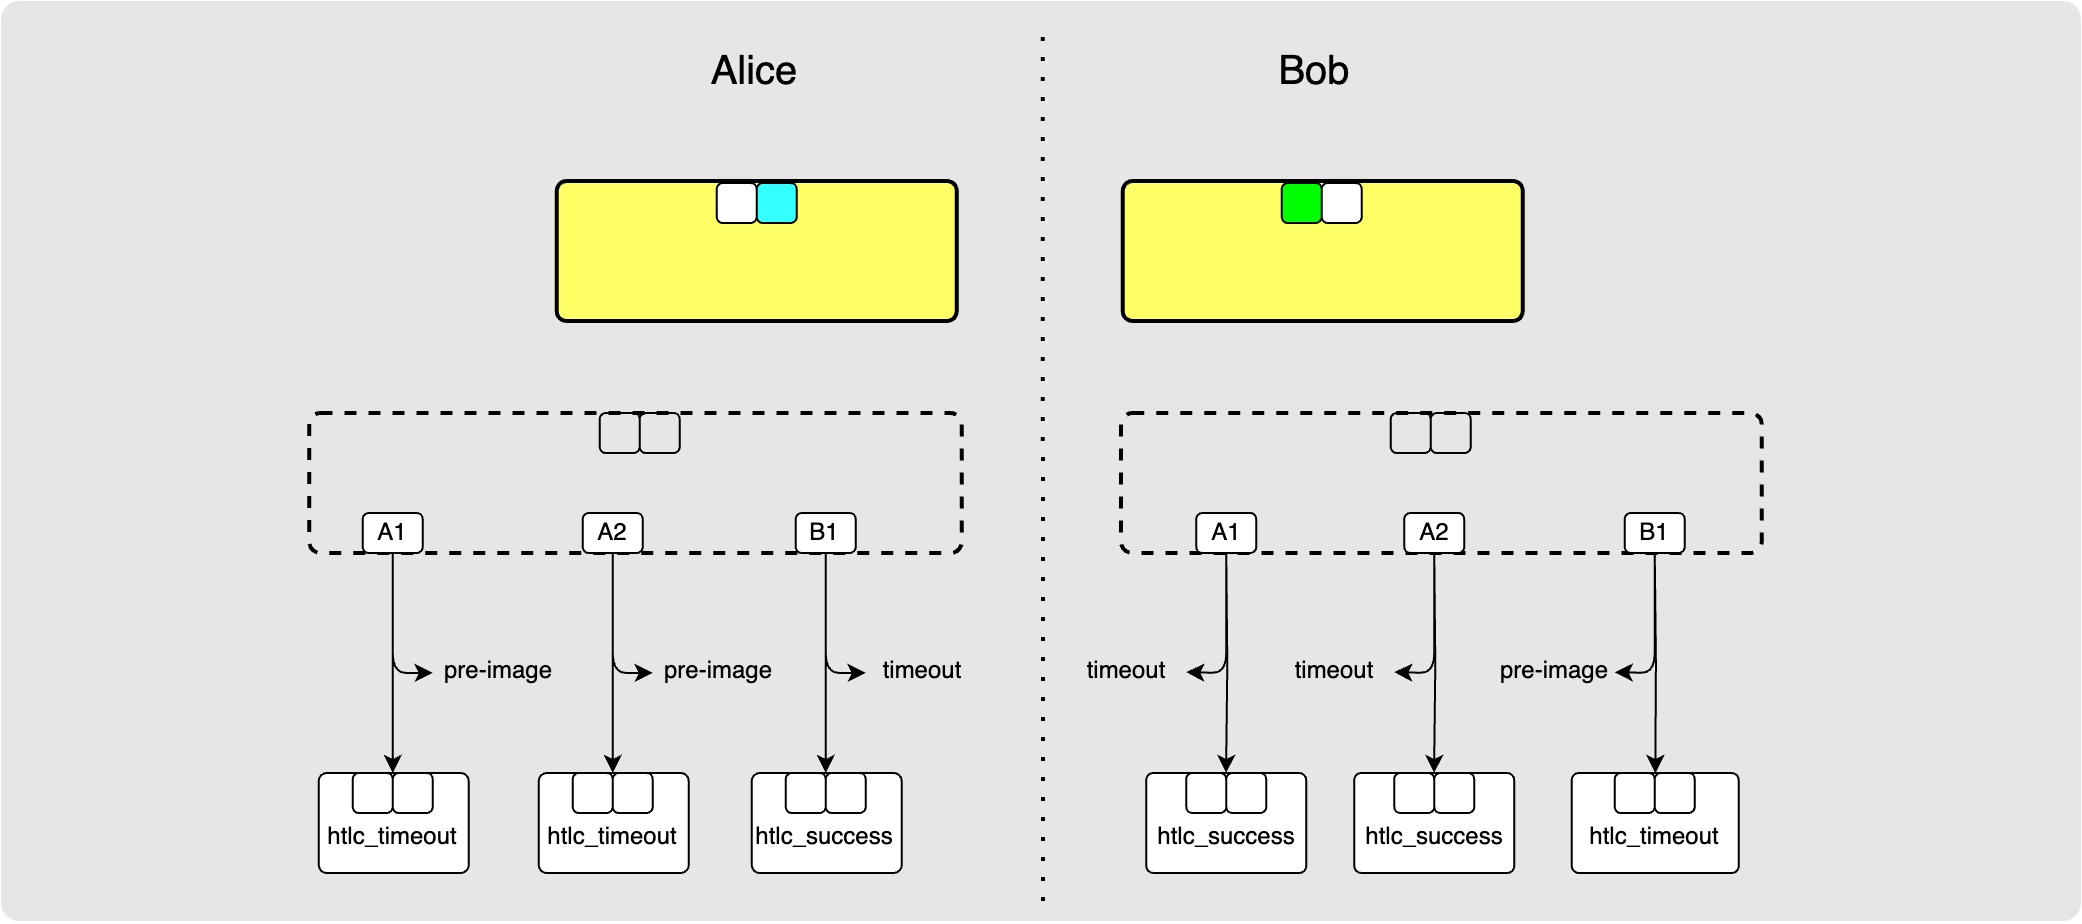 Alice
Bob
A1
A2
B1
A1
A2
B1
pre-image
pre-image
timeout
timeout
timeout
pre-image
htlc_timeout
htlc_timeout
htlc_success
htlc_success
htlc_success
htlc_timeout